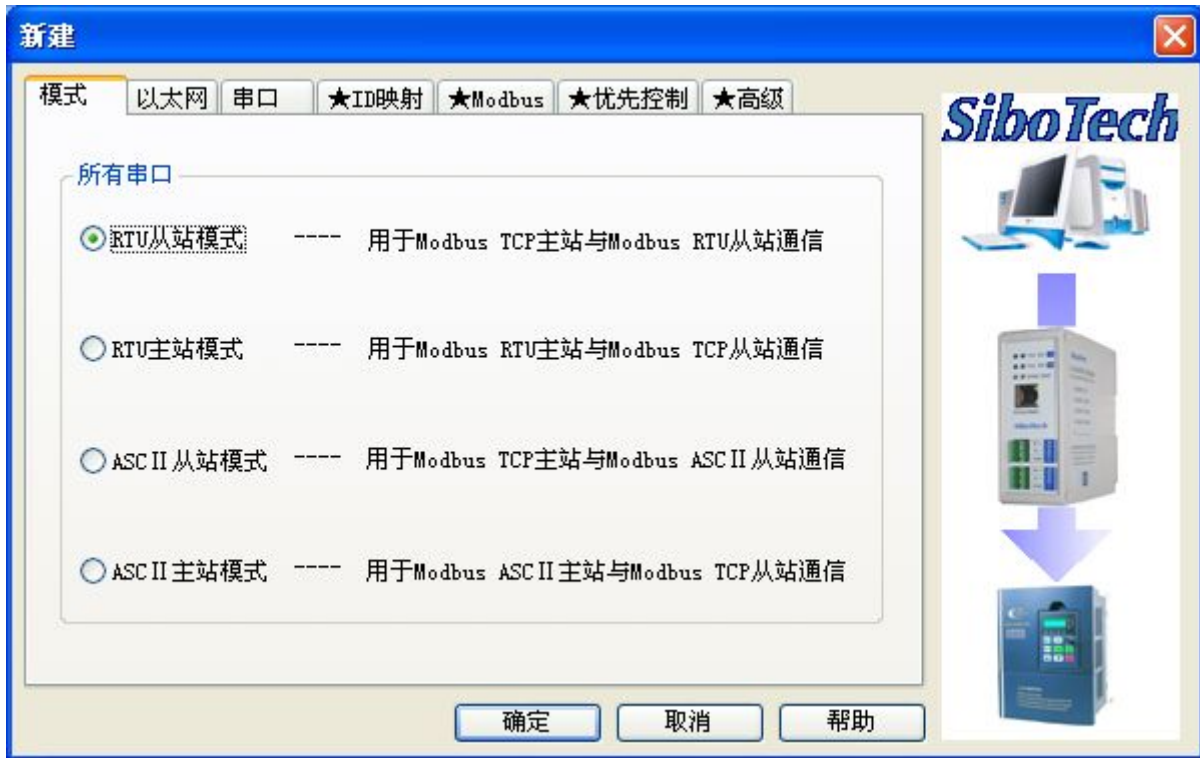 新建
模式 以太网 串口 ★ID映射 ★Modbus ★优先控制 ★高级
SiboTech
所有串口
RTU从站模式 ---- 用于Modbus TCP主站与Modbus RTU从站通信
RTU主站模式 ---- 用于Modbus RTU主站与Modbus TCP从站通信
ASCⅡ从站模式 ---- 用于Modbus TCP主站与Modbus ASCⅡ从站通信
ASCⅡ主站模式 ---- 用于Modbus ASCⅡ主站与Modbus TCP从站通信
确定 取消 帮助